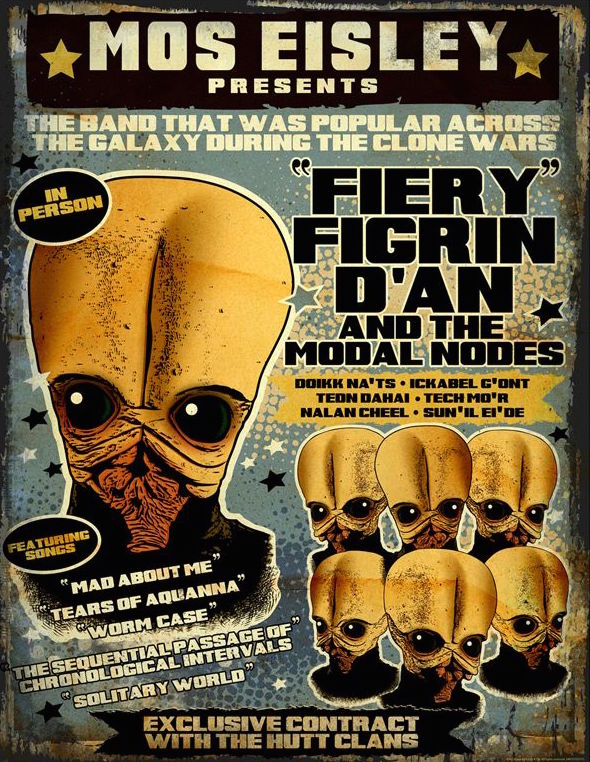 MOS EISLEY
PRESENTS
THE BAND THAT WAS POPULAR ACROSS
THE GALAXY DURING THE CLONE WARS
IN
PERSON
"FIERY"
FIGRIN
D'AN
AND THE
MODAL NODES
DOIKK NA'TS • ICKABEL G'ONT
TEDN DAHAI • TECH MO'R
NALAN CHEEL • SUN'IL EI'DE
FEATURING
SONGS
"MAD ABOUT ME"
"TEARS OF AQUANNA"
"WORM CASE"
"THE SEQUENTIAL PASSAGE OF
CHRONOLOGICAL INTERVALS"
"SOLITARY WORLD"
EXCLUSIVE CONTRACT
WITH THE HUTT CLANS